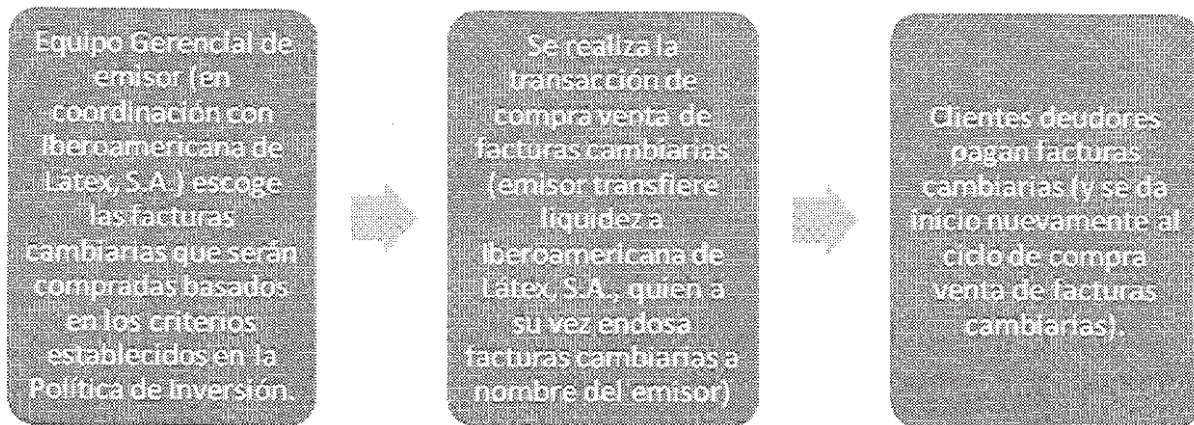 Equipo Gerencial de
emisor (en
coordinación con
Iberoamericana de
Látex, S.A.) escoge
las facturas
cambiarias que serán
compradas basados
en los criterios
establecidos en la
Política de Inversión.
Se realiza la
transacción de
compra venta de
facturas cambiarias
(emisor transfiere
liquidez a
Iberoamericana de
Látex, S.A., quien a
su vez endosa
facturas cambiarias a
nombre del emisor)
Clientes deudores
pagan facturas
cambiarias (y se da
inicio nuevamente al
ciclo de compra
venta de facturas
cambiarias).